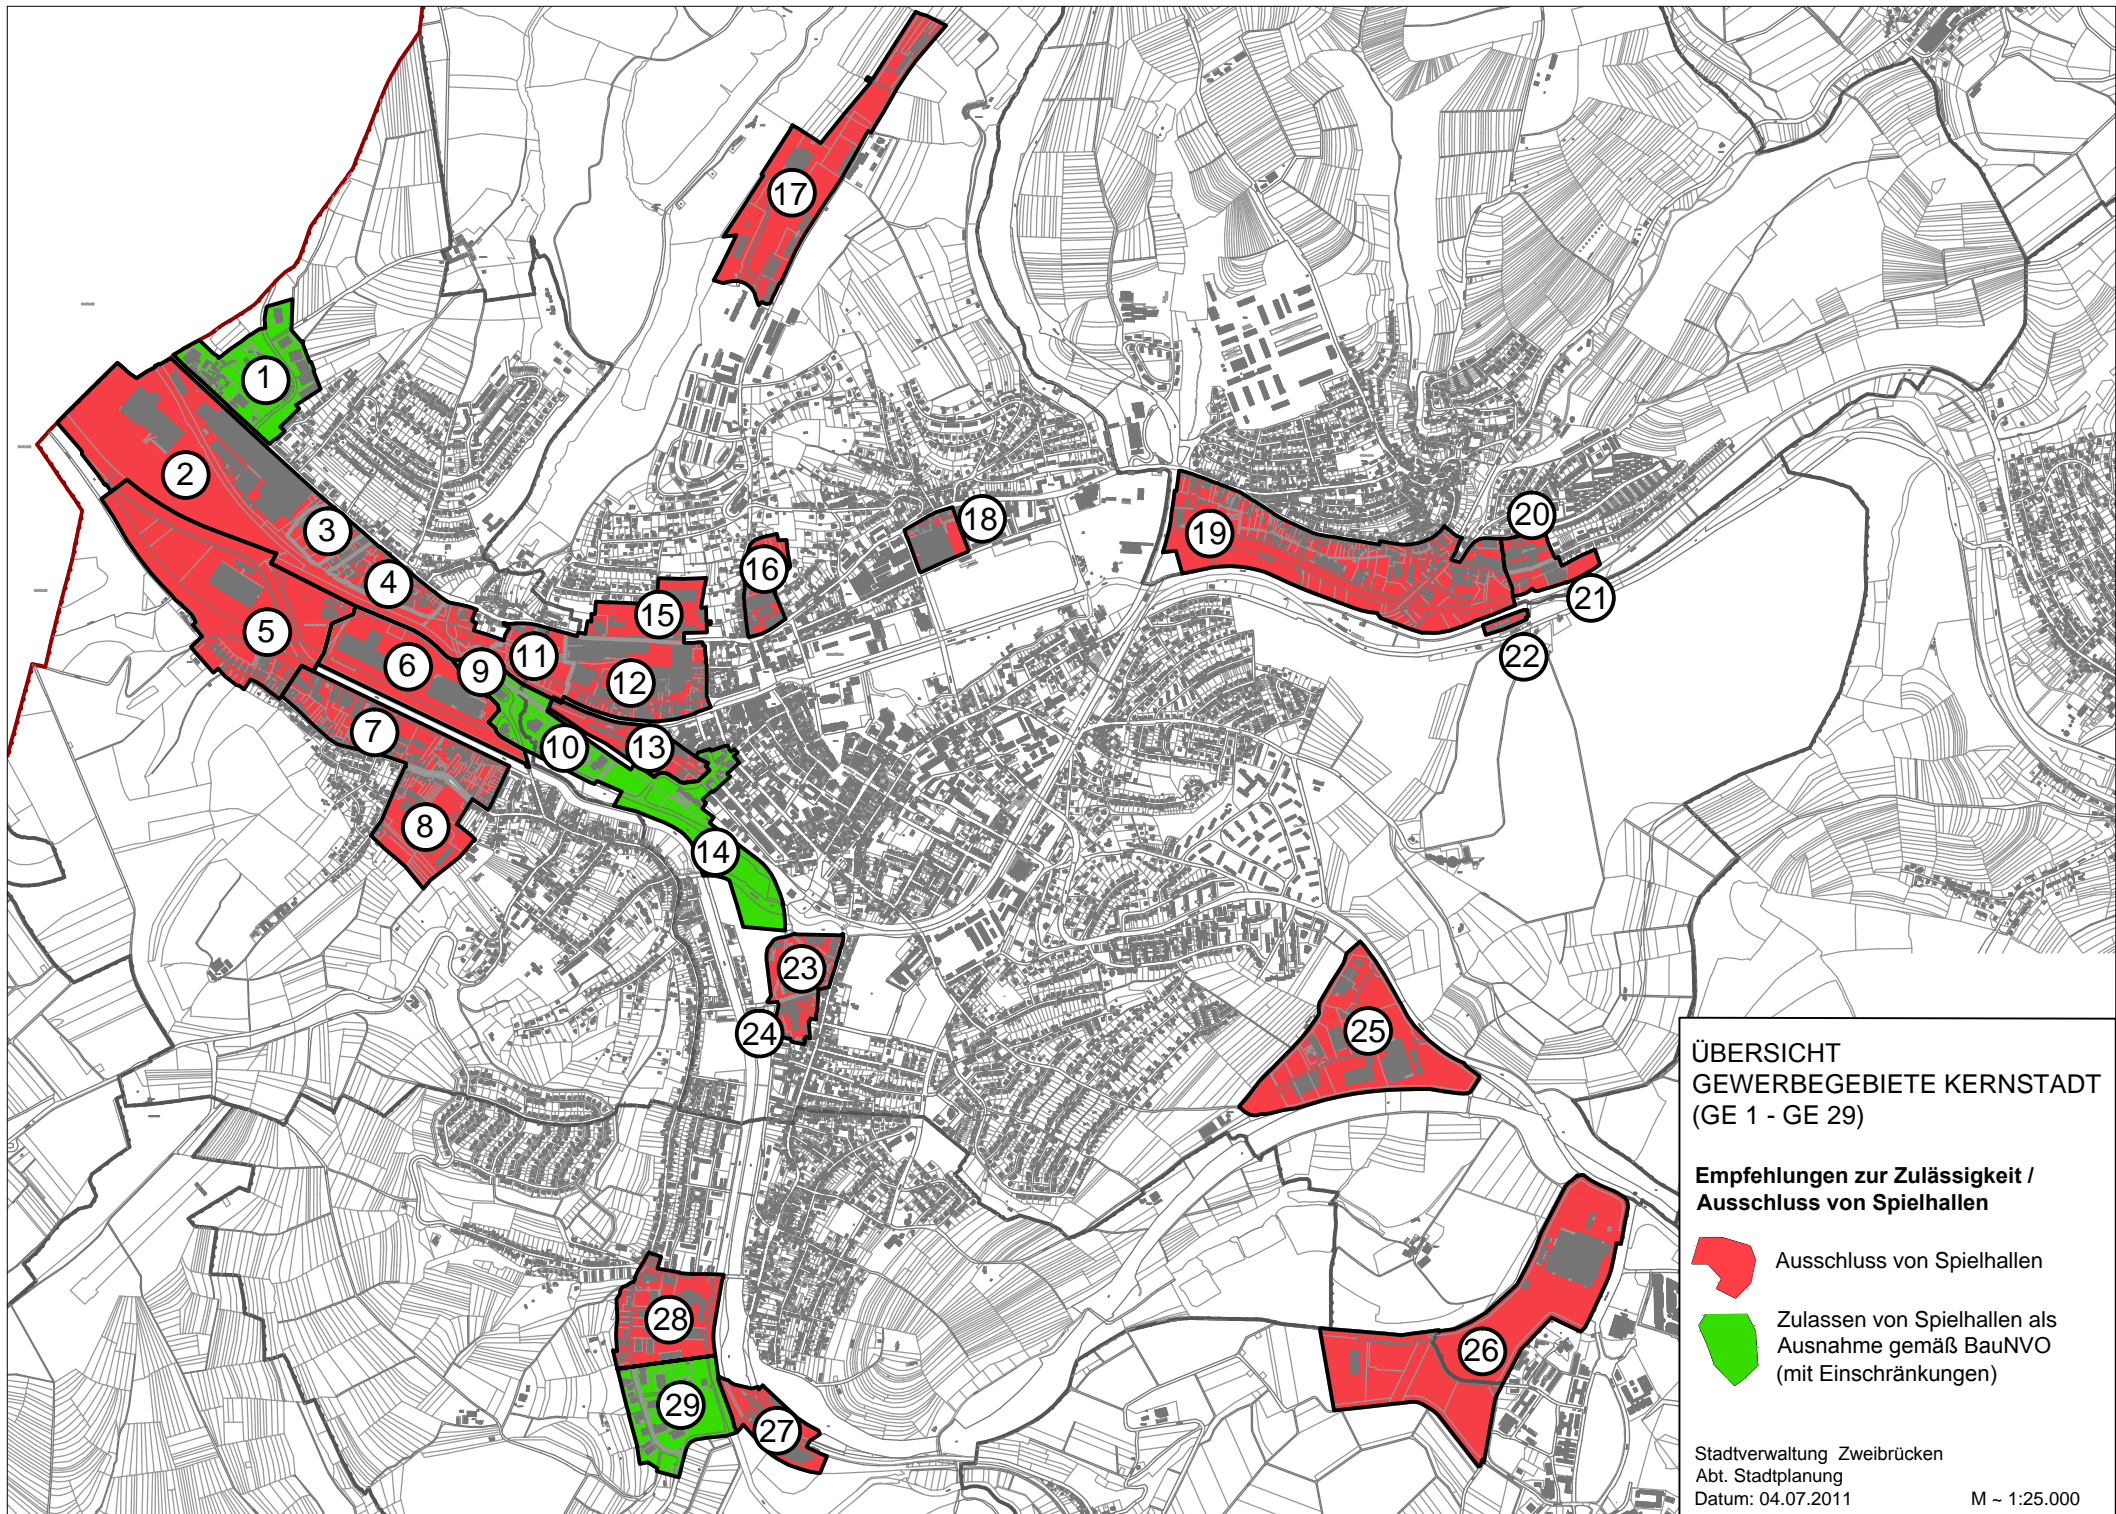 17
1
2
3
18
19
20
16
4
15
21
5
11
22
6
9
12
7
10
13
8
14
23
24
25
28
26
29
27
ÜBERSICHT
GEWERBEGEBIETE KERNSTADT
(GE 1 - GE 29)
Empfehlungen zur Zulässigkeit /
Ausschluss von Spielhallen
Ausschluss von Spielhallen
Zulassen von Spielhallen als
Ausnahme gemäß BauNVO
(mit Einschränkungen)
Stadtverwaltung Zweibrücken
Abt. Stadtplanung
Datum: 04.07.2011 M ~ 1:25.000